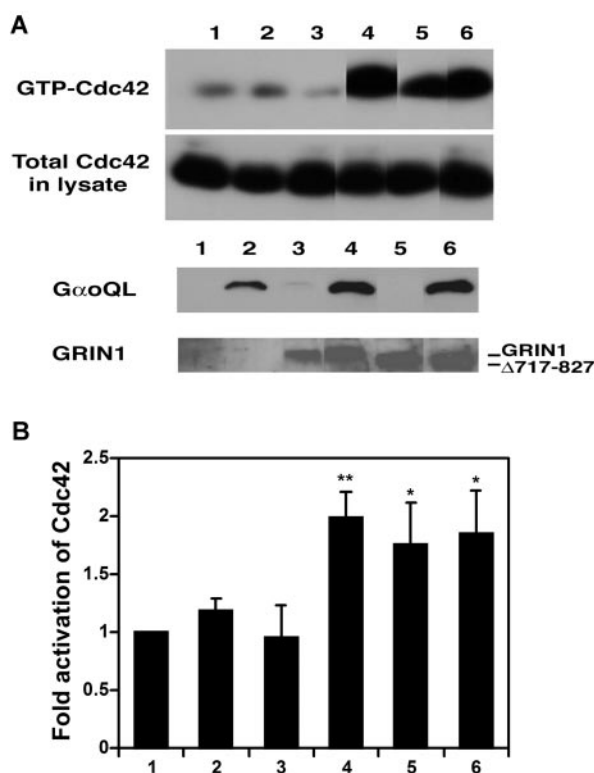 A
1 2 3 4 5 6
GTP-Cdc42
Total Cdc42
in lysate
1 2 3 4 5 6
GαoQL
GRIN1
GRIN1
Δ717-827
B
Fold activation of Cdc42
2.5
2
1.5
1
0.5
0
** * *
1 2 3 4 5 6